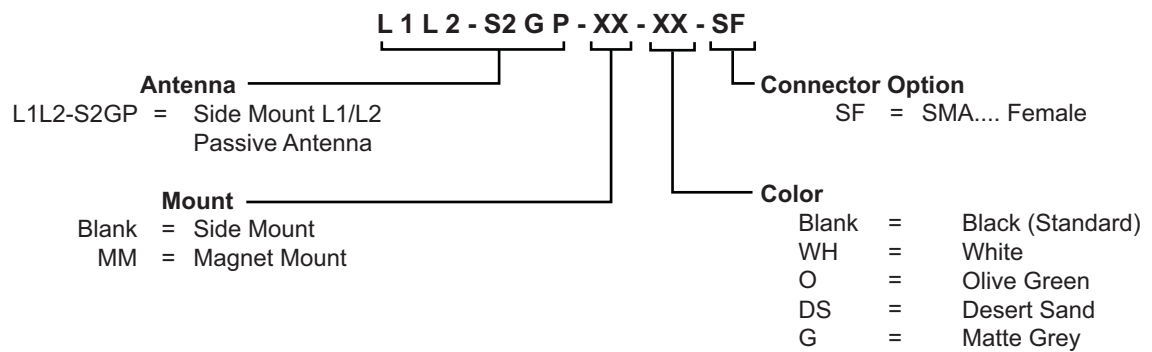 L 1 L 2 - S2 G P - XX - XX - SF
Antenna
L1L2-S2GP = Side Mount L1/L2
Passive Antenna
Mount
Blank = Side Mount
MM = Magnet Mount
Connector Option
SF = SMA.... Female
Color
Blank = Black (Standard)
WH = White
O = Olive Green
DS = Desert Sand
G = Matte Grey